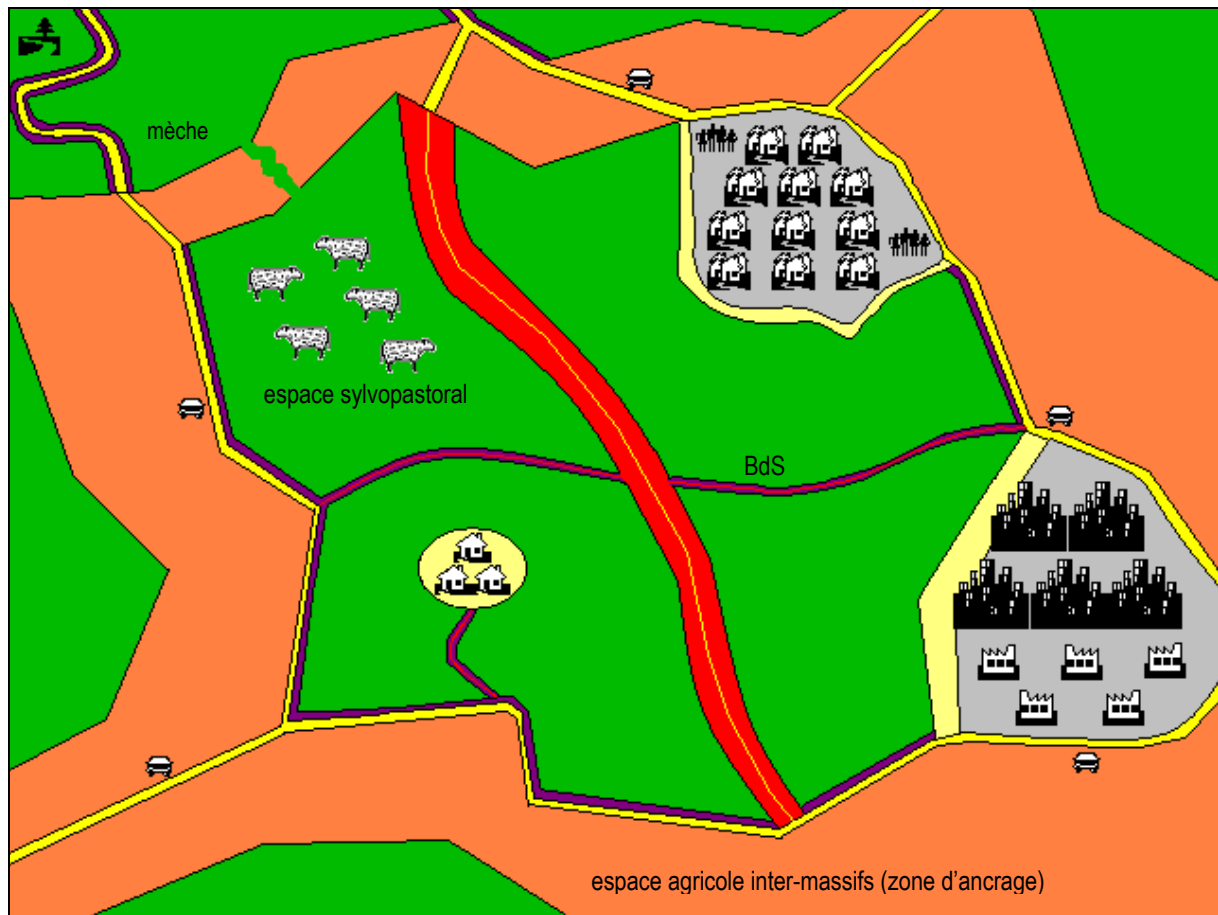 mèche
espace sylvopastoral
BdS
espace agricole inter-massifs (zone d'ancrage)